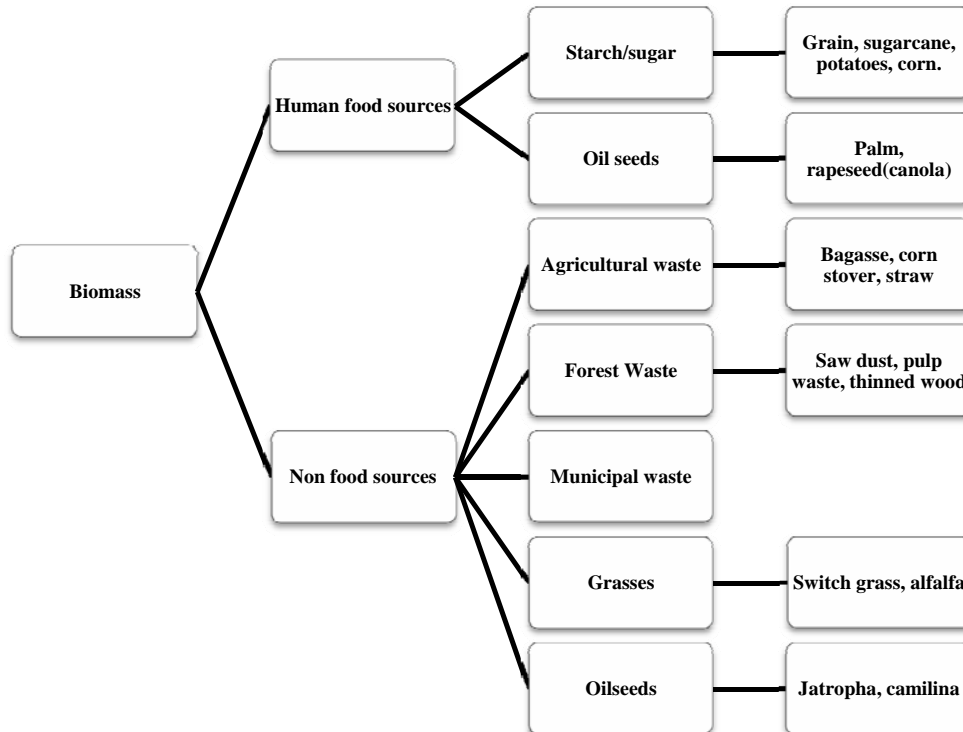 Starch/sugar
Grain, sugarcane,
potatoes, corn.
Human food sources
Oil seeds
Palm,
rapeseed(canola)
Biomass
Agricultural waste
Bagasse, corn
stover, straw
Forest Waste
Saw dust, pulp
waste, thinned wood
Non food sources
Municipal waste
Grasses
Switch grass, alfalfa
Oilseeds
Jatropha, camilina